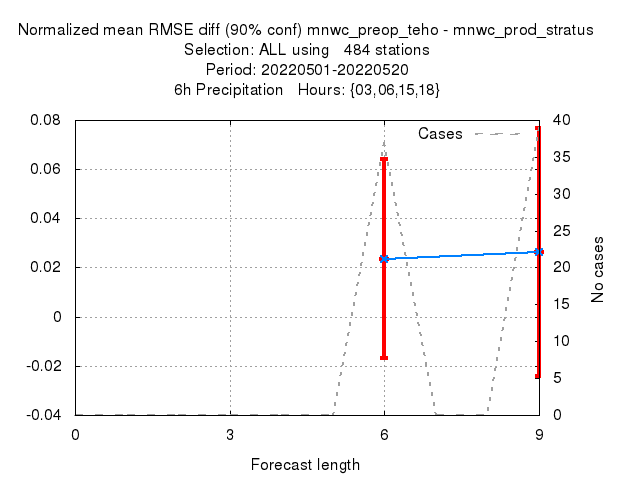 Normalized mean RMSE diff (90% conf) mnwc_preop_teho - mnwc_prod_stratus
Selection: ALL using 484 stations
Period: 20220501-20220520
6h Precipitation Hours: {03,06,15,18}
Cases
0.08
0.06
0.04
0.02
0
-0.02
-0.04
40
35
30
25
20
15
10
5
0
No cases
0 3 6 9
Forecast length